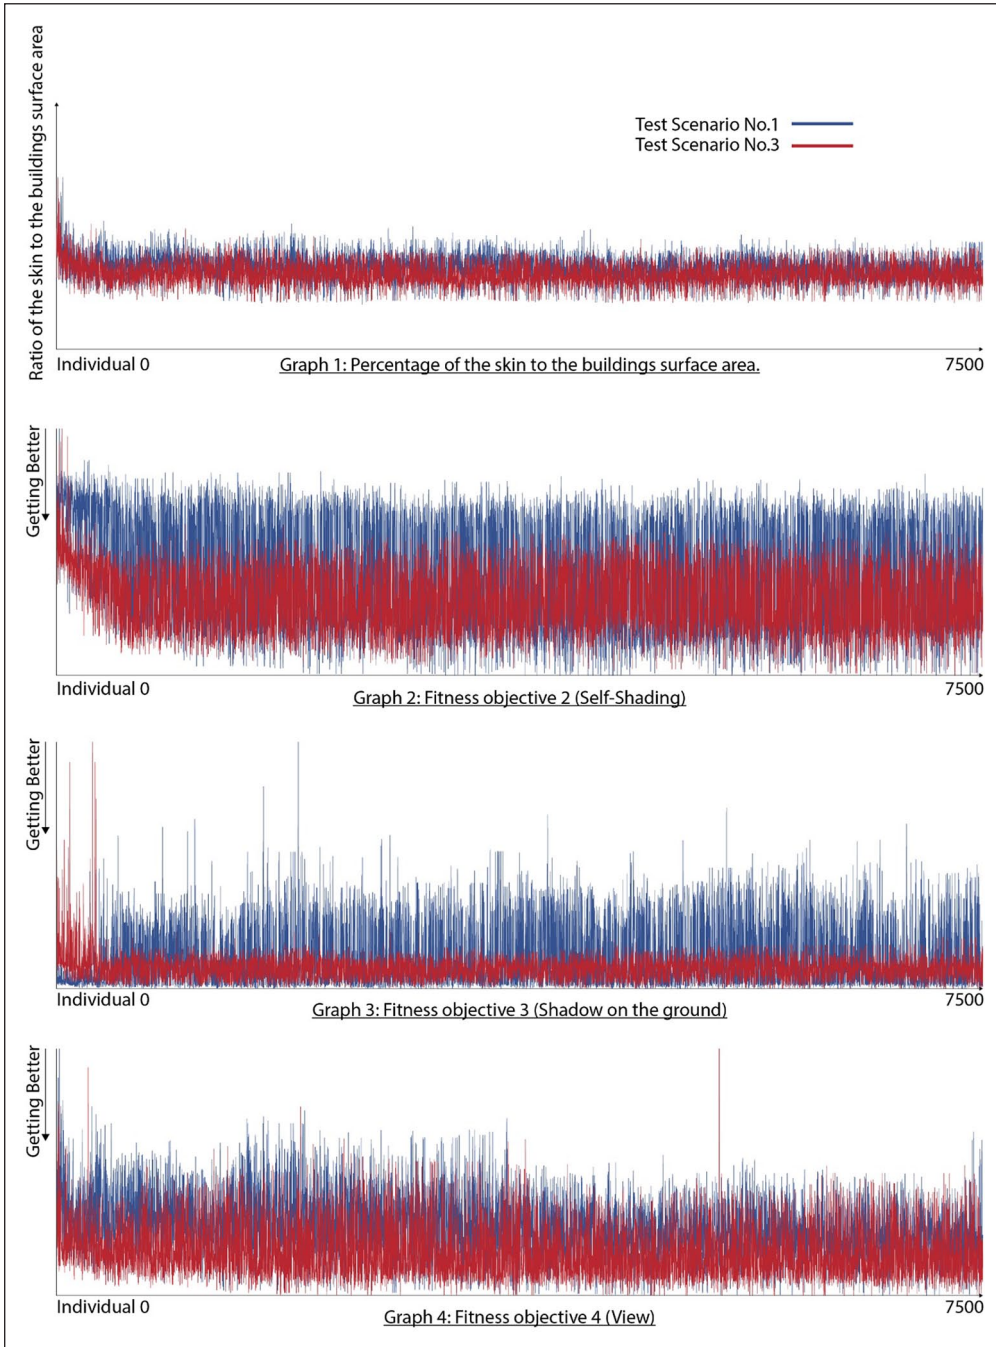 Ratio of the skin to the buildings surface area
Test Scenario No.1
Test Scenario No.3
Individual 0
7500
Graph 1: Percentage of the skin to the buildings surface area.
Getting Better
Individual 0
7500
Graph 2: Fitness objective 2 (Self-Shading)
Getting Better
Individual 0
7500
Graph 3: Fitness objective 3 (Shadow on the ground)
Getting Better
Individual 0
7500
Graph 4: Fitness objective 4 (View)